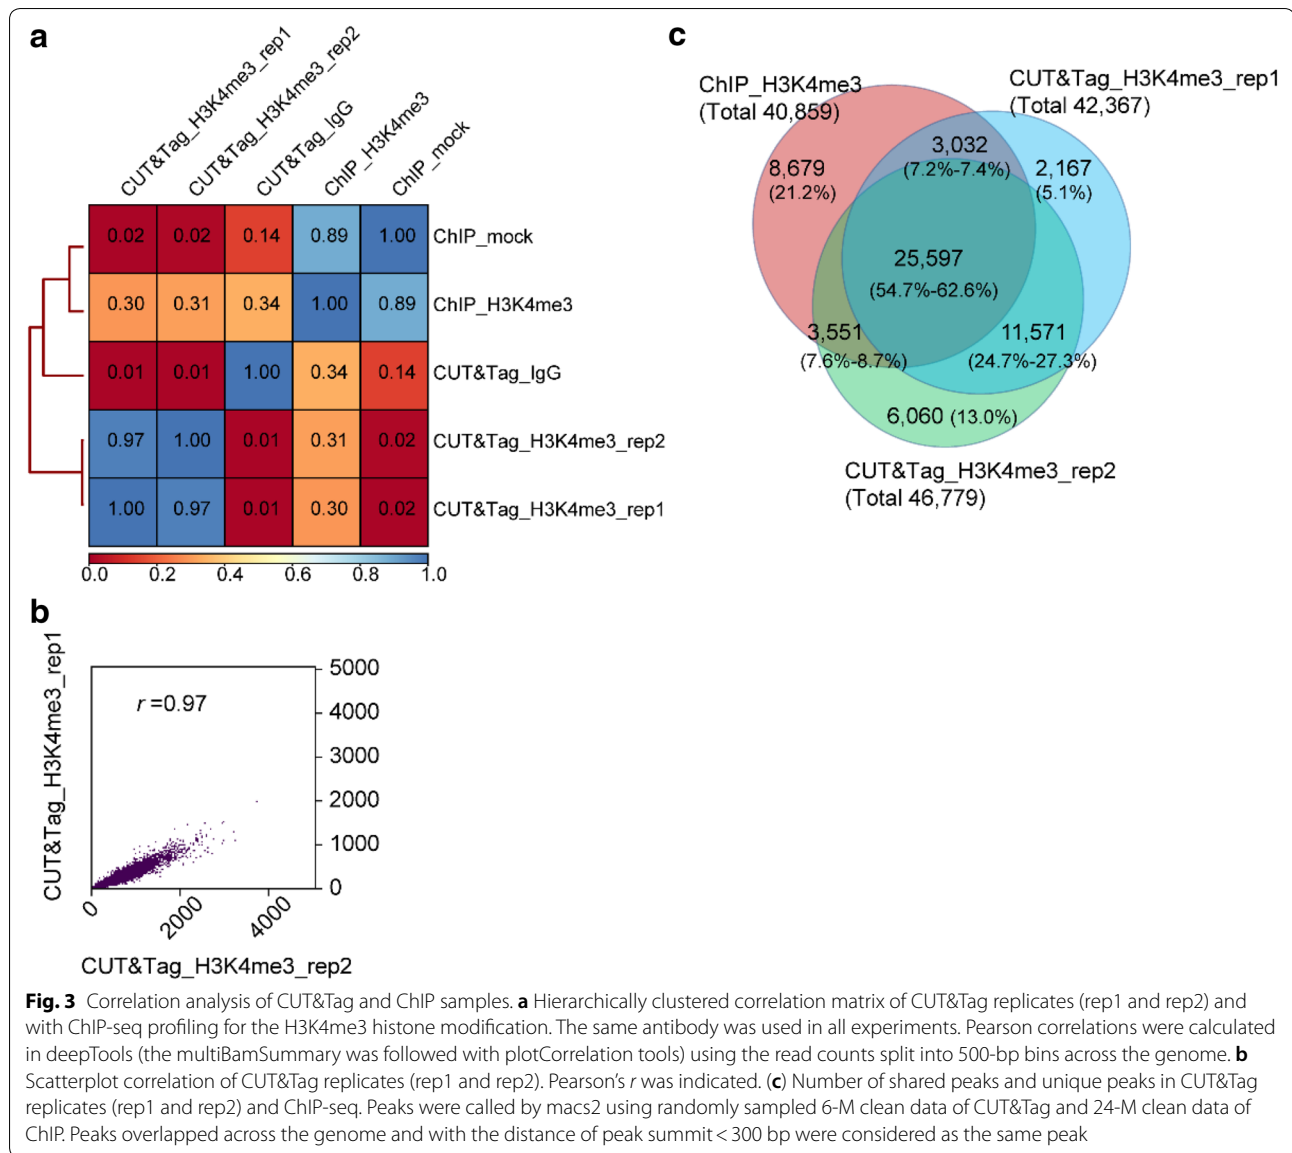 a
CUT&Tag_H3K4me3_rep1
CUT&Tag_H3K4me3_rep2
CUT&Tag_IgG
ChIP_H3K4me3
ChIP_mock
0.02 0.02 0.14 0.89 1.00 ChIP_mock
0.30 0.31 0.34 1.00 0.89 ChIP_H3K4me3
0.01 0.01 1.00 0.34 0.14 CUT&Tag_IgG
0.97 1.00 0.01 0.31 0.02 CUT&Tag_H3K4me3_rep2
1.00 0.97 0.01 0.30 0.02 CUT&Tag_H3K4me3_rep1
0.0 0.2 0.4 0.6 0.8 1.0
b
CUT&Tag_H3K4me3_rep1
r=0.97
5000
4000
3000
2000
1000
0
0 2000 4000
CUT&Tag_H3K4me3_rep2
c
ChIP_H3K4me3
(Total 40,859)
CUT&Tag_H3K4me3_rep1
(Total 42,367)
3,032
(7.2%-7.4%)
8,679
(21.2%)
2,167
(5.1%)
25,597
(54.7%-62.6%)
3,551
(7.6%-8.7%)
11,571
(24.7%-27.3%)
6,060 (13.0%)
CUT&Tag_H3K4me3_rep2
(Total 46,779)
Fig. 3 Correlation analysis of CUT&Tag and ChIP samples. a Hierarchically clustered correlation matrix of CUT&Tag replicates (rep1 and rep2) and
with ChIP-seq profiling for the H3K4me3 histone modification. The same antibody was used in all experiments. Pearson correlations were calculated
in deepTools (the multiBamSummary was followed with plotCorrelation tools) using the read counts split into 500-bp bins across the genome. b
Scatterplot correlation of CUT&Tag replicates (rep1 and rep2). Pearson's r was indicated. (c) Number of shared peaks and unique peaks in CUT&Tag
replicates (rep1 and rep2) and ChIP-seq. Peaks were called by macs2 using randomly sampled 6-M clean data of CUT&Tag and 24-M clean data of
ChIP. Peaks overlapped across the genome and with the distance of peak summit < 300 bp were considered as the same peak